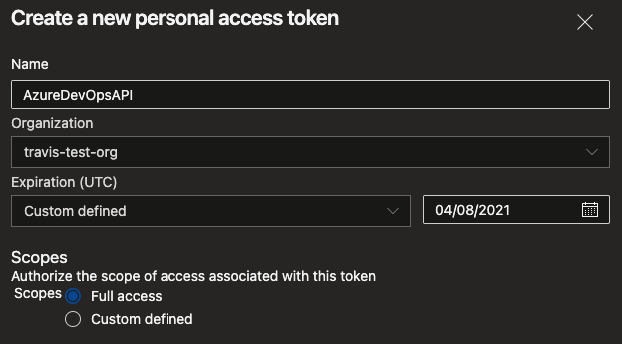 Create a new personal access token
Name
AzureDevOpsAPI
Organization
travis-test-org
Expiration (UTC)
Custom defined 04/08/2021
Scopes
Authorize the scope of access associated with this token
Scopes Full access
Custom defined